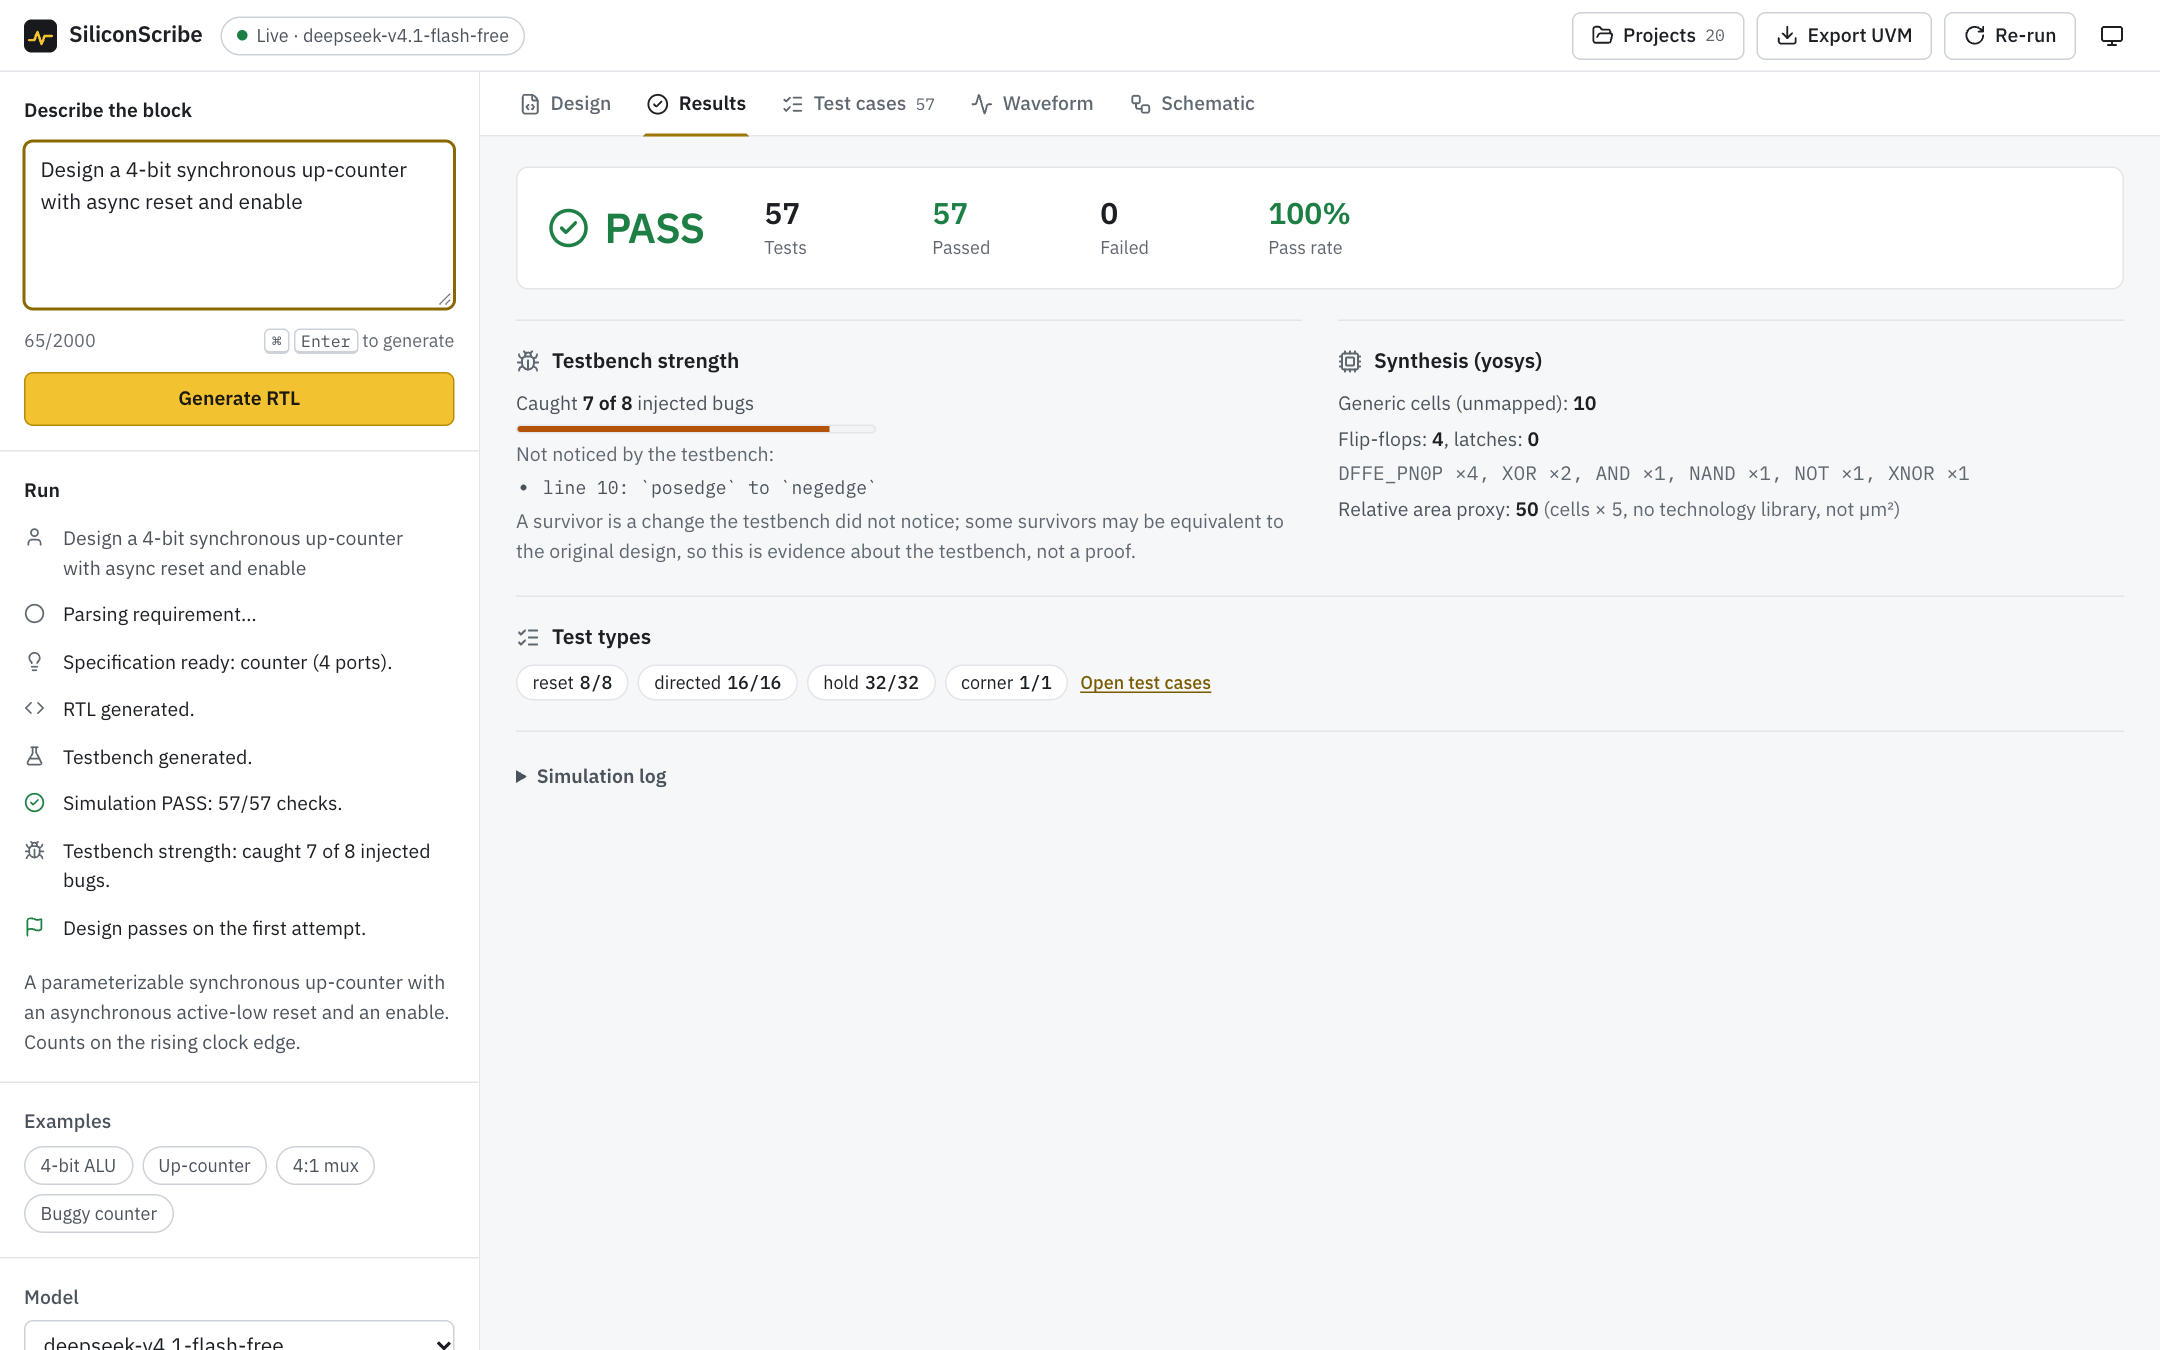 SiliconScribe
Live · deepseek-v4.1-flash-free
Projects 20
Export UVM
Re-run
Describe the block
Design a 4-bit synchronous up-counter
with async reset and enable
65/2000
⌘ Enter to generate
Generate RTL
Run
Design a 4-bit synchronous up-counter
with async reset and enable
Parsing requirement…
Specification ready: counter (4 ports).
RTL generated.
Testbench generated.
Simulation PASS: 57/57 checks.
Testbench strength: caught 7 of 8 injected
bugs.
Design passes on the first attempt.
A parameterizable synchronous up-counter with
an asynchronous active-low reset and an enable.
Counts on the rising clock edge.
Examples
4-bit ALU
Up-counter
4:1 mux
Buggy counter
Model
deepseek-v4.1-flash-free
Design
Results
Test cases 57
Waveform
Schematic
PASS
57
Tests
57
Passed
0
Failed
100%
Pass rate
Testbench strength
Caught 7 of 8 injected bugs
Not noticed by the testbench:
• line 10: `posedge` to `negedge`
A survivor is a change the testbench did not notice; some survivors may be equivalent to
the original design, so this is evidence about the testbench, not a proof.
Synthesis (yosys)
Generic cells (unmapped): 10
Flip-flops: 4, latches: 0
DFFE_PN0P ×4, XOR ×2, AND ×1, NAND ×1, NOT ×1, XNOR ×1
Relative area proxy: 50 (cells × 5, no technology library, not µm²)
Test types
reset 8/8
directed 16/16
hold 32/32
corner 1/1
Open test cases
Simulation log